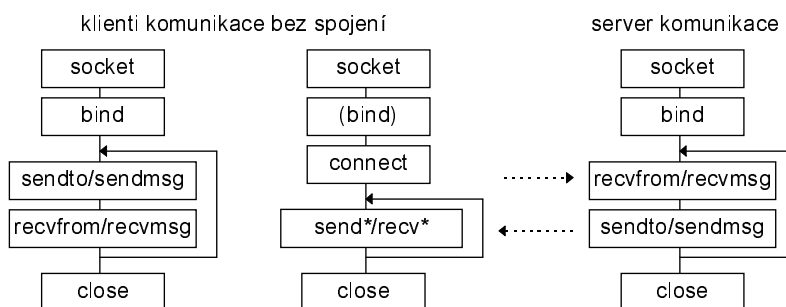 klienti komunikace bez spojení
server komunikace
socket
bind
sendto/sendmsg
recvfrom/recvmsg
close
socket
(bind)
connect
send*/recv*
close
socket
bind
recvfrom/recvmsg
sendto/sendmsg
close